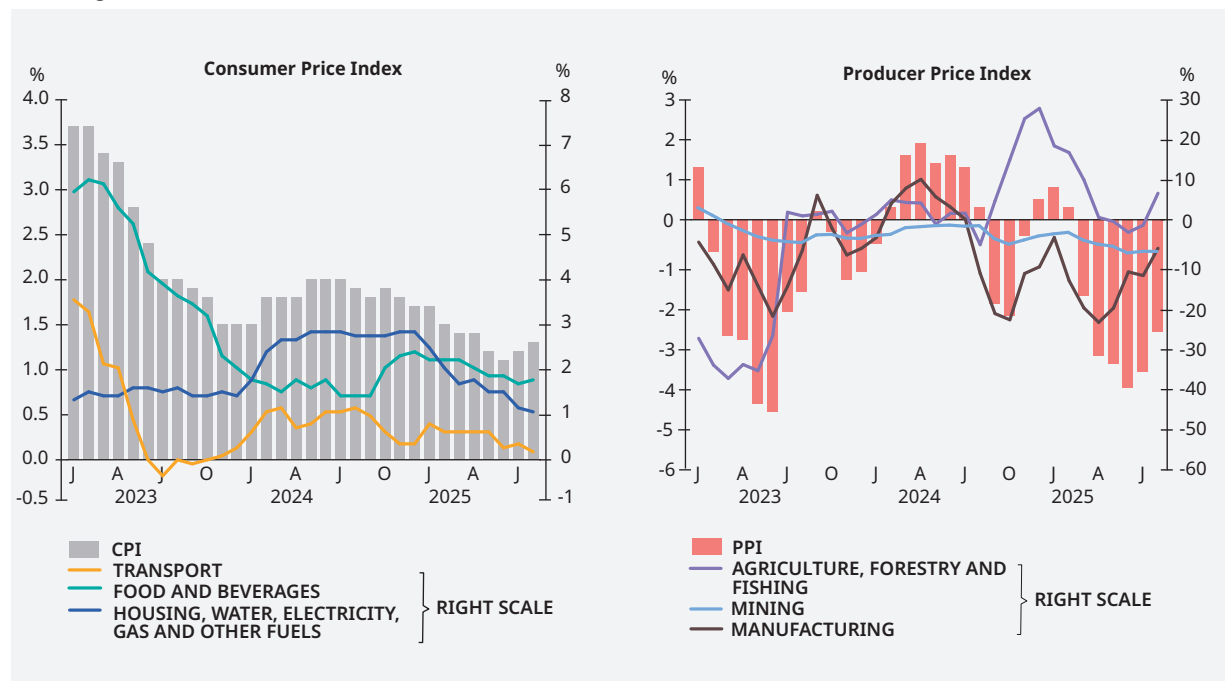 Consumer Price Index
%
%
4.0
3.5
3.0
2.5
2.0
1.5
1.0
0.5
0.0
-0.5
8
7
6
5
4
3
2
1
0
-1
J A J O J A J O J A J
2023 2024 2025
CPI
TRANSPORT
FOOD AND BEVERAGES
HOUSING, WATER, ELECTRICITY,
GAS AND OTHER FUELS
RIGHT SCALE
Producer Price Index
%
%
3
2
1
0
-1
-2
-3
-4
-5
-6
30
20
10
0
-10
-20
-30
-40
-50
-60
J A J O J A J O J A J
2023 2024 2025
PPI
AGRICULTURE, FORESTRY AND
FISHING
MINING
MANUFACTURING
RIGHT SCALE